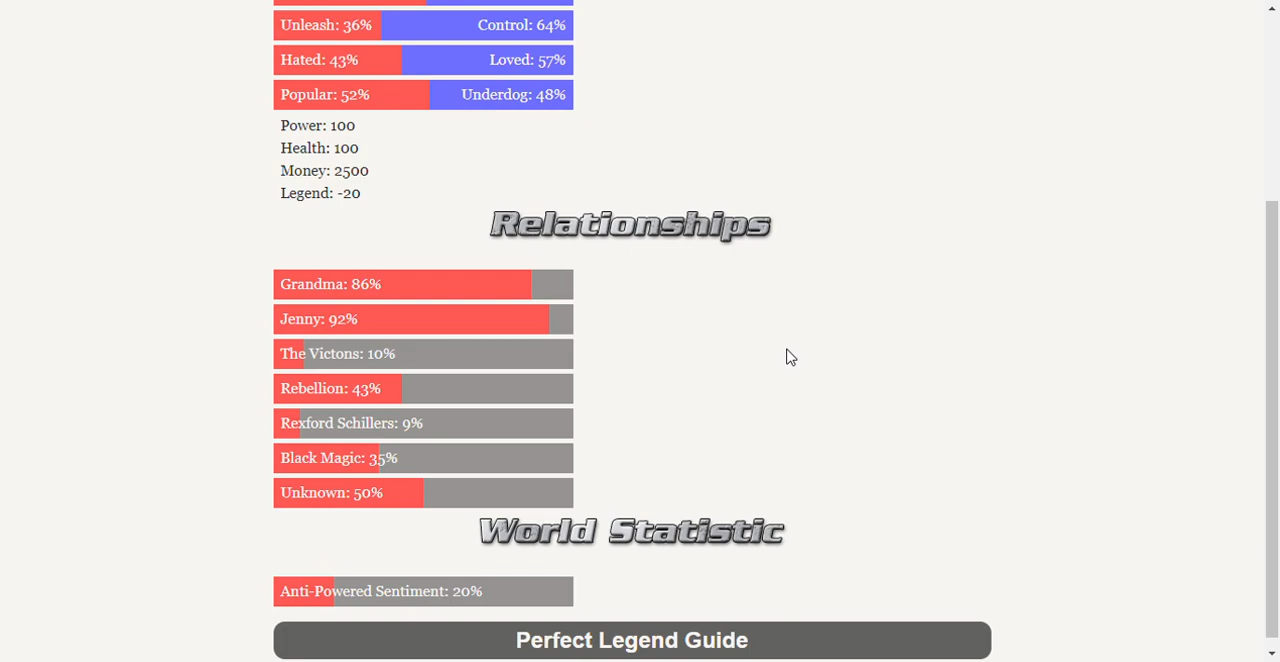 Unleash: 36% Control: 64%
Hated: 43% Loved: 57%
Popular: 52% Underdog: 48%
Power: 100
Health: 100
Money: 2500
Legend: -20
Relationships
Grandma: 86%
Jenny: 92%
The Victons: 10%
Rebellion: 43%
Rexford Schillers: 9%
Black Magic: 35%
Unknown: 50%
World Statistic
Anti-Powered Sentiment: 20%
Perfect Legend Guide